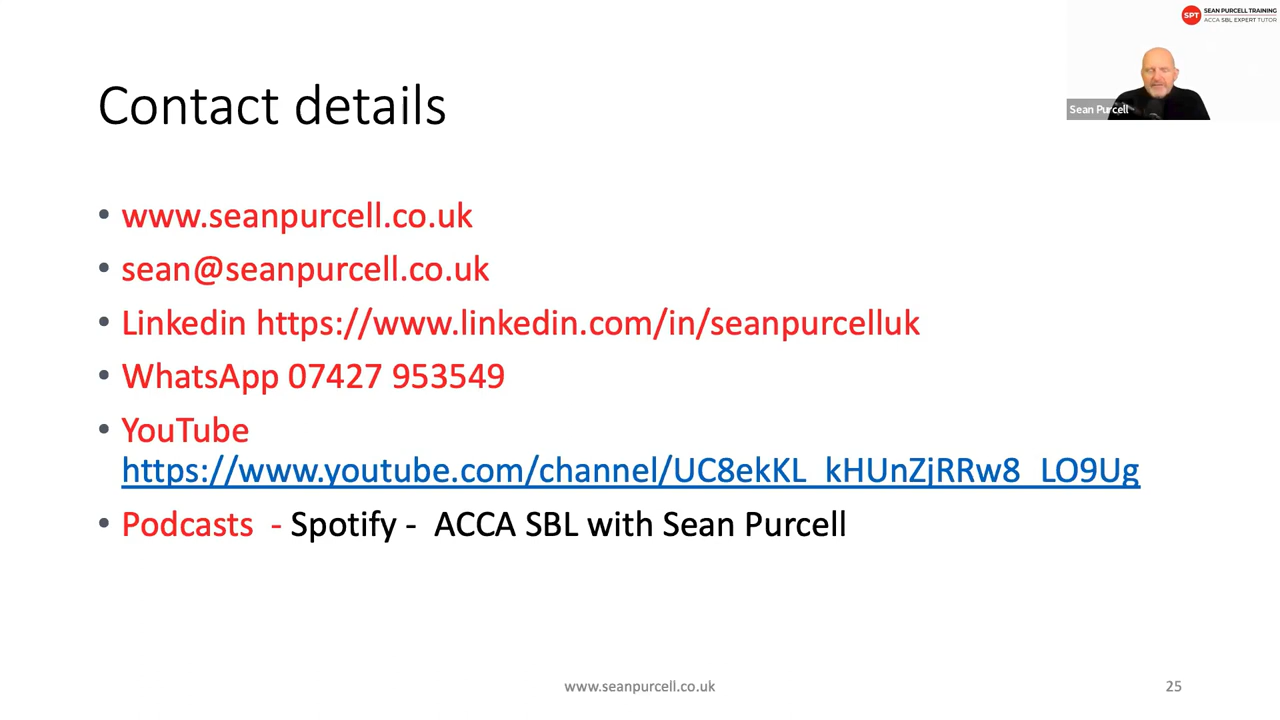 SPT
SEAN PURCELL TRAINING
ACCA SBL EXPERT TUTOR
Sean Purcell
Contact details
• www.seanpurcell.co.uk
• sean@seanpurcell.co.uk
• Linkedin https://www.linkedin.com/in/seanpurcelluk
• WhatsApp 07427 953549
• YouTube
https://www.youtube.com/channel/UC8ekKL_kHUnZjRRw8_LO9Ug
• Podcasts - Spotify - ACCA SBL with Sean Purcell
www.seanpurcell.co.uk
25